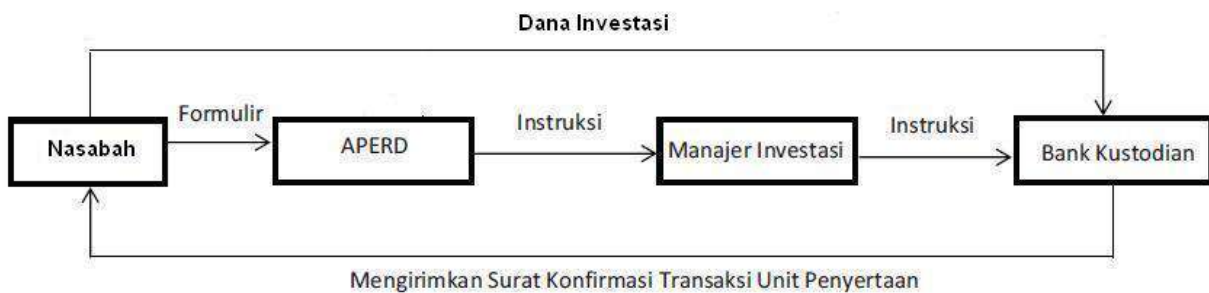 Dana Investasi
Formulir
Instruksi
Instruksi
Nasabah
APERD
Manajer Investasi
Bank Kustodian
Mengirimkan Surat Konfirmasi Transaksi Unit Penyertaan